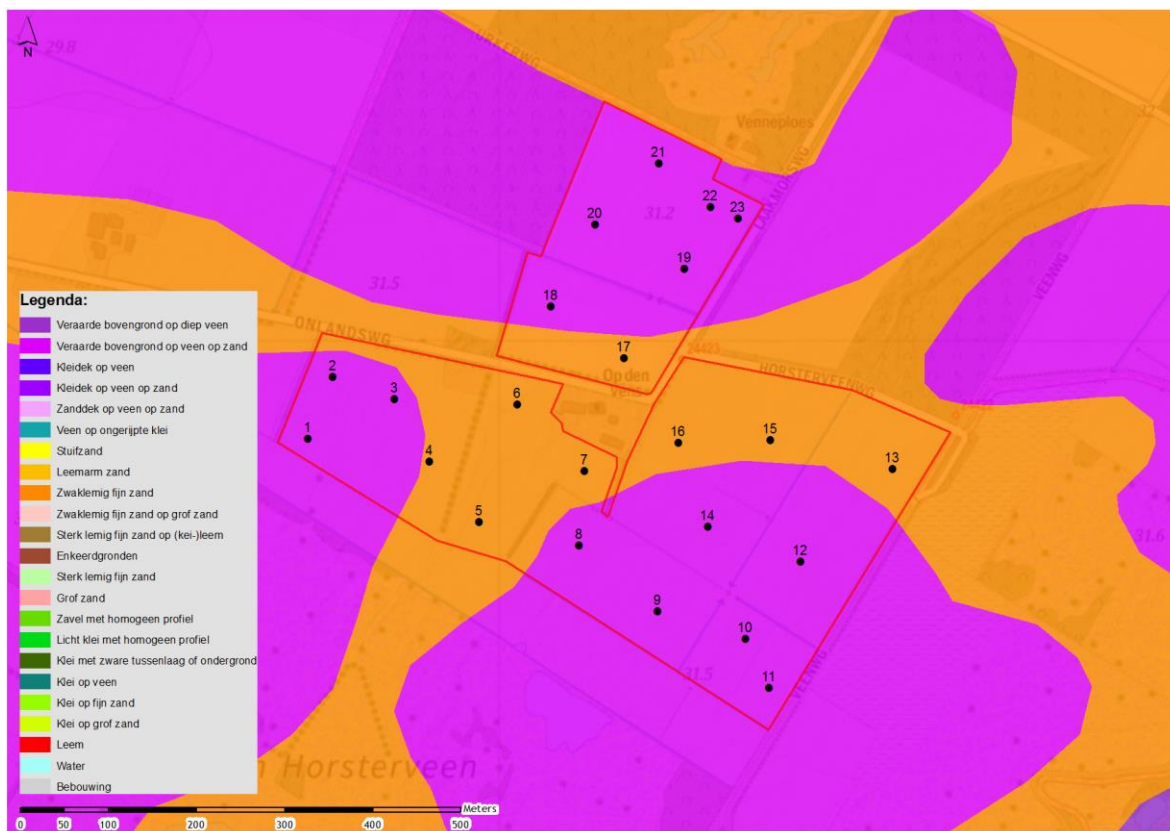 N
29.8
Venneploes
32
21
22
23
LAAKMORSWG
20
31.2
19
VEENWG
31.5
18
Legenda:
Veraarde bovengrond op diep veen
Veraarde bovengrond op veen op zand
Kleidek op veen
Kleidek op veen op zand
Zanddek op veen op zand
Veen op ongerijpte klei
Stuifzand
Leemarm zand
Zwaklemig fijn zand
Zwaklemig fijn zand op grof zand
Sterk lemig fijn zand op (kei-)leem
Enkeerdgronden
Sterk lemig fijn zand
Grof zand
Zavel met homogeen profiel
Licht klei met homogeen profiel
Klei met zware tussenlaag of ondergrond
Klei op veen
Klei op fijn zand
Klei op grof zand
Leem
Water
Bebouwing
ONLANDSWG
24423
17
Op den
HORSTERVEENWG
2
3
6
1
16
15
4
7
13
5
14
8
31.6
12
9
10
31.5
11
VEENWG
Horsterveen
Meters
0 50 100 200 300 400 500